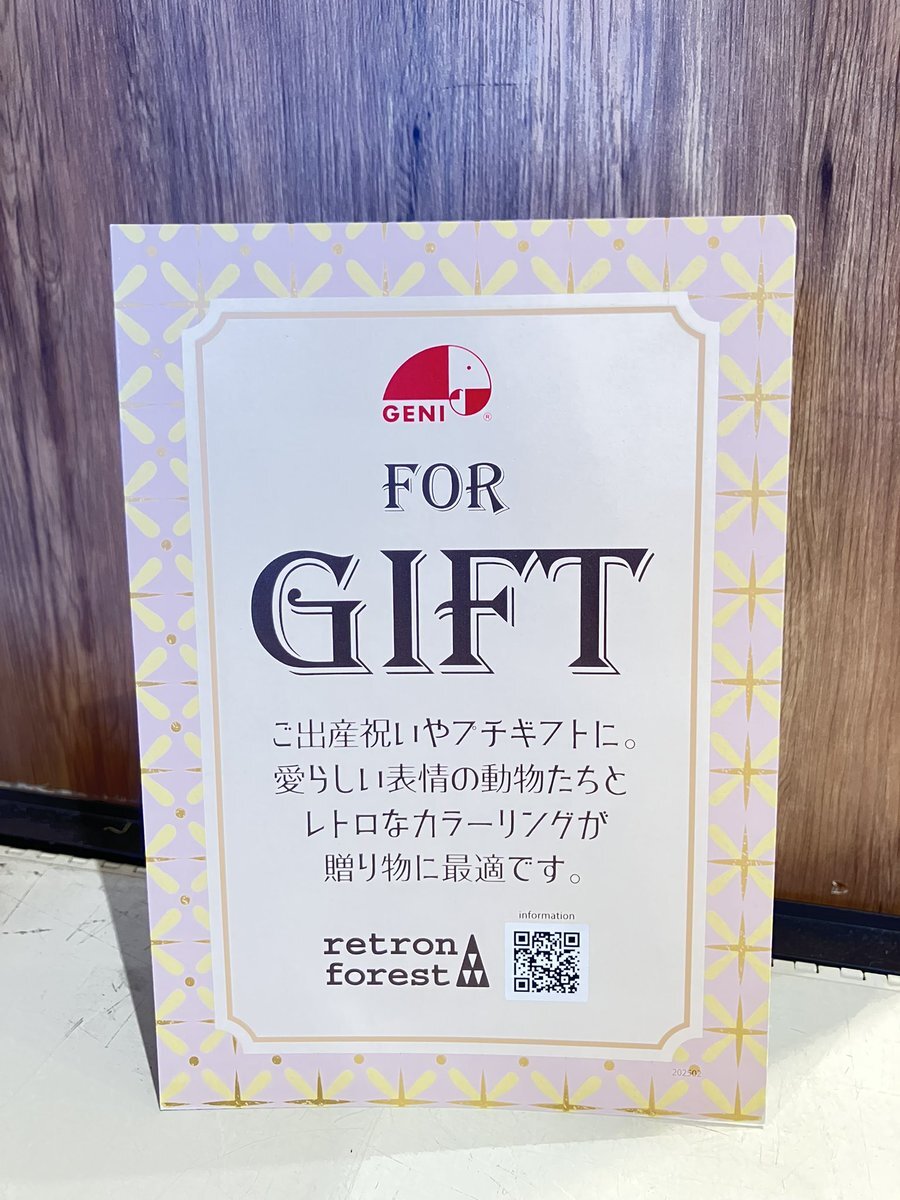 GENI
®
FOR
GIFT
ご出産祝いやプチギフトに。
愛らしい表情の動物たちと
レトロなカラーリングが
贈り物に最適です。
information
retron
forest
202502